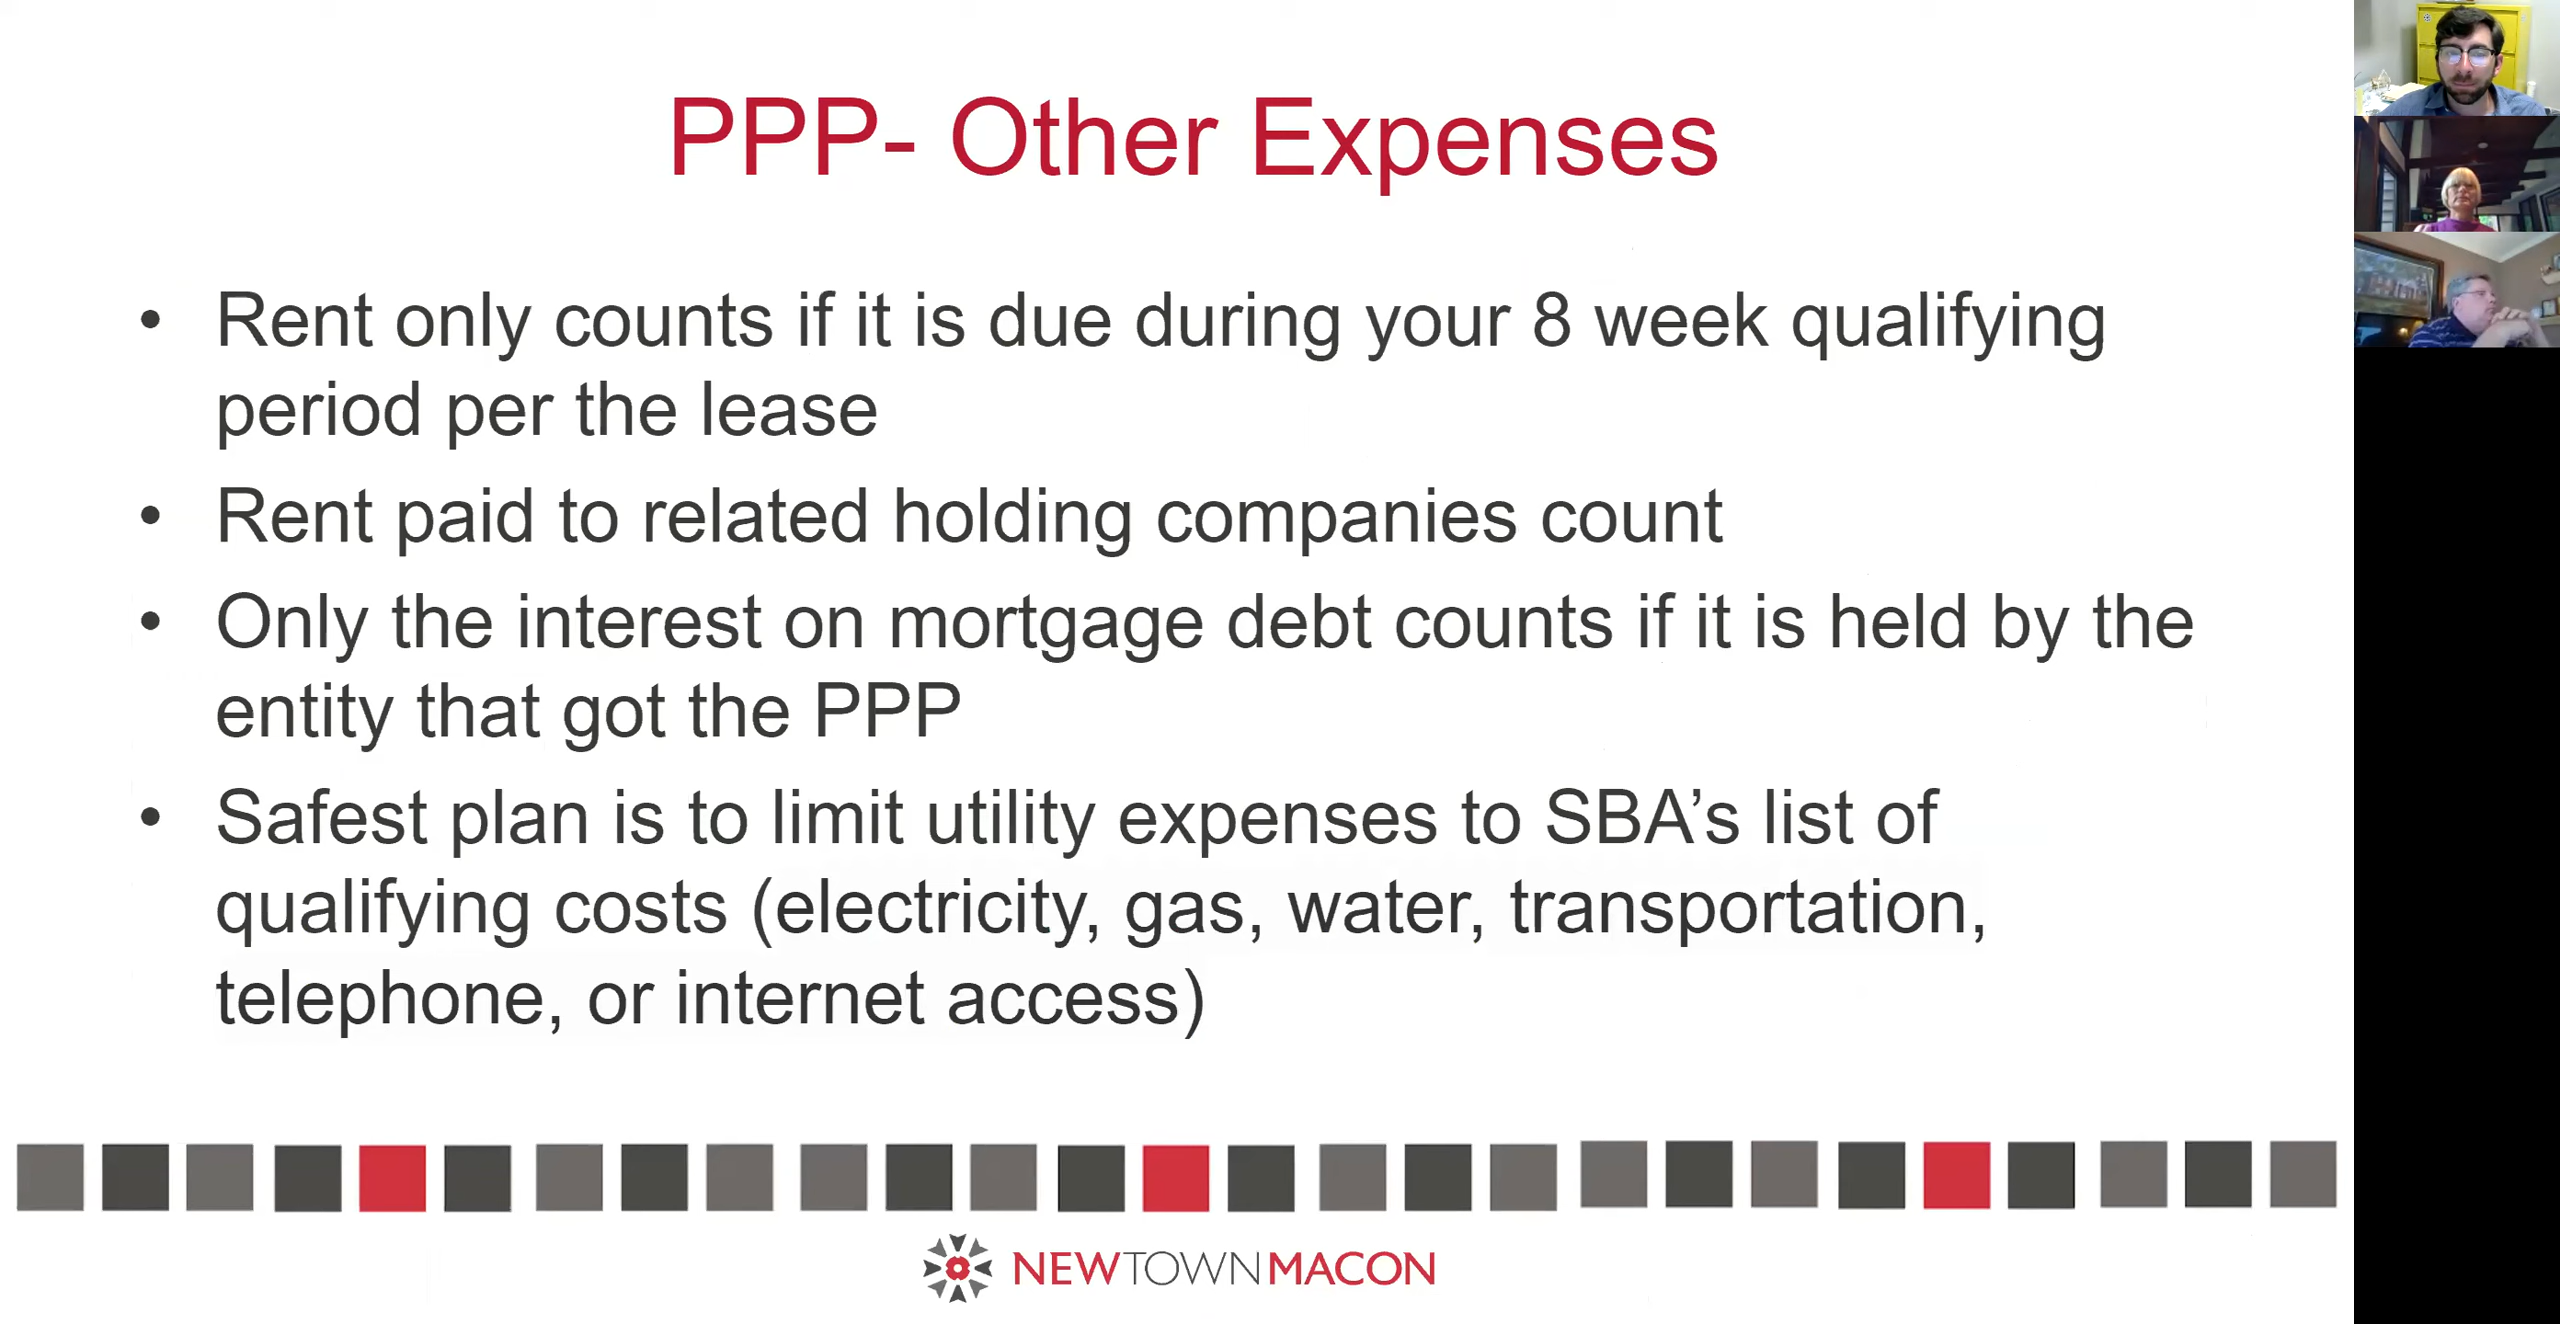 PPP- Other Expenses
• Rent only counts if it is due during your 8 week qualifying
period per the lease
• Rent paid to related holding companies count
• Only the interest on mortgage debt counts if it is held by the
entity that got the PPP
• Safest plan is to limit utility expenses to SBA’s list of
qualifying costs (electricity, gas, water, transportation,
telephone, or internet access)
NEWTOWNMACON